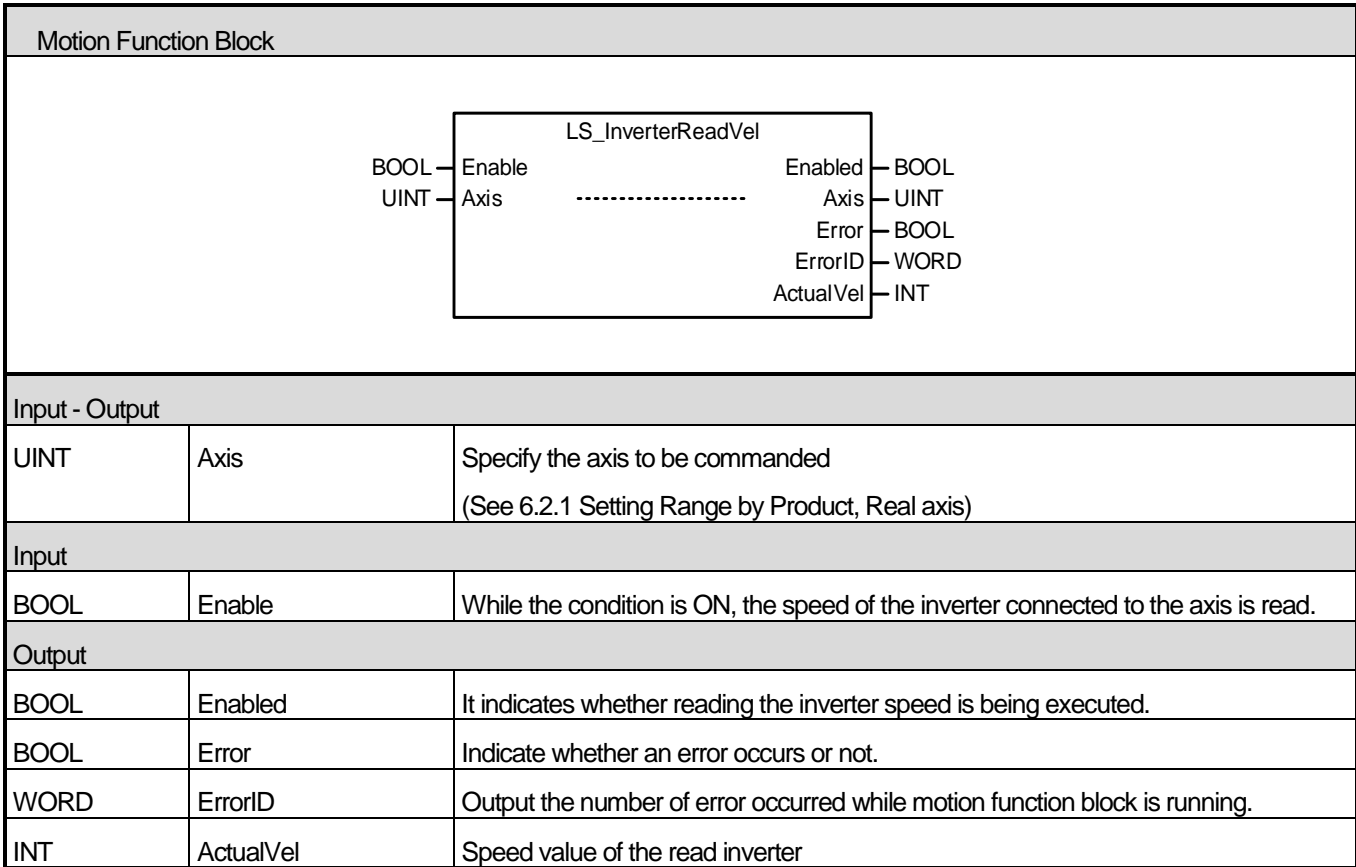 Motion Function Block
LS_InverterReadVel
BOOL Enable Enabled BOOL
UINT Axis Axis UINT
Error BOOL
ErrorID WORD
ActualVel INT
Input - Output
UINT Axis Specify the axis to be commanded
(See 6.2.1 Setting Range by Product, Real axis)
Input
BOOL Enable While the condition is ON, the speed of the inverter connected to the axis is read.
Output
BOOL Enabled It indicates whether reading the inverter speed is being executed.
BOOL Error Indicate whether an error occurs or not.
WORD ErrorID Output the number of error occurred while motion function block is running.
INT ActualVel Speed value of the read inverter